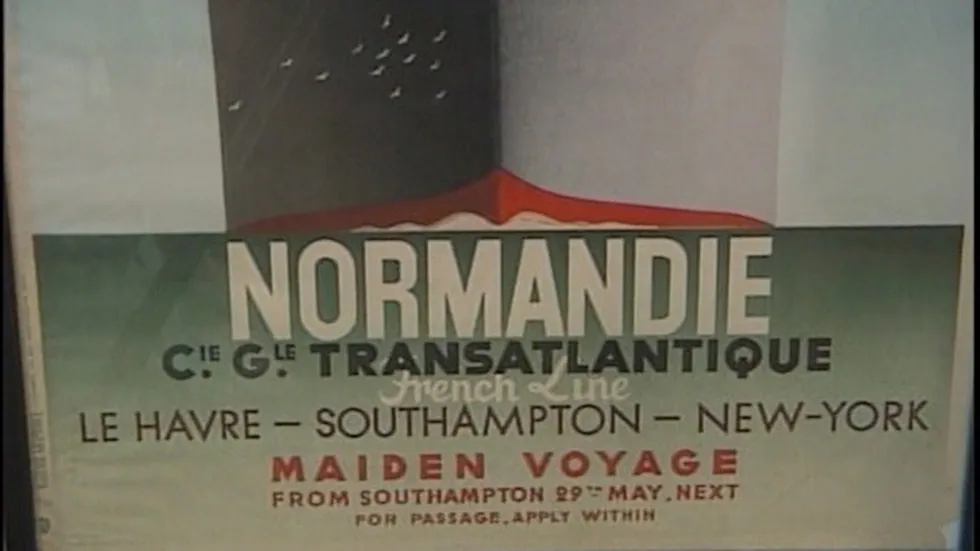 NORMANDIE
CIE. GLE. TRANSATLANTIQUE
French Line
LE HAVRE – SOUTHAMPTON – NEW-YORK
MAIDEN VOYAGE
FROM SOUTHAMPTON 29TH MAY, NEXT
FOR PASSAGE, APPLY WITHIN